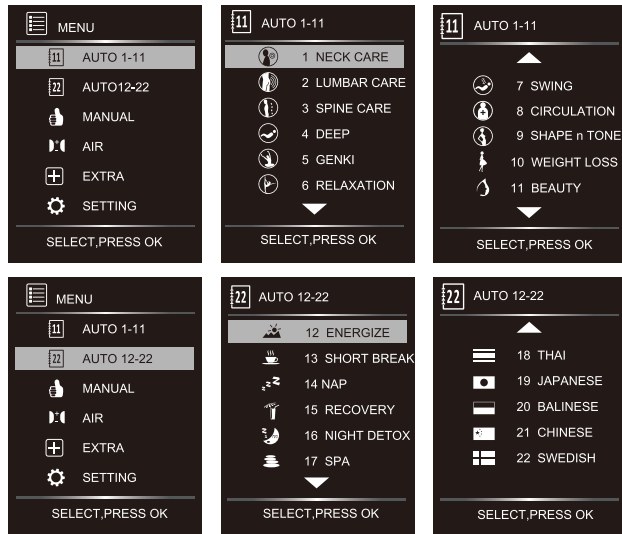 MENU
11 AUTO 1-11
22 AUTO12-22
MANUAL
AIR
EXTRA
SETTING
SELECT,PRESS OK
11 AUTO 1-11
1 NECK CARE
2 LUMBAR CARE
3 SPINE CARE
4 DEEP
5 GENKI
6 RELAXATION
SELECT,PRESS OK
11 AUTO 1-11
7 SWING
8 CIRCULATION
9 SHAPE n TONE
10 WEIGHT LOSS
11 BEAUTY
SELECT,PRESS OK
MENU
11 AUTO 1-11
22 AUTO 12-22
MANUAL
AIR
EXTRA
SETTING
SELECT,PRESS OK
22 AUTO 12-22
12 ENERGIZE
13 SHORT BREAK
zzZ 14 NAP
15 RECOVERY
16 NIGHT DETOX
17 SPA
SELECT,PRESS OK
22 AUTO 12-22
18 THAI
19 JAPANESE
20 BALINESE
21 CHINESE
22 SWEDISH
SELECT,PRESS OK